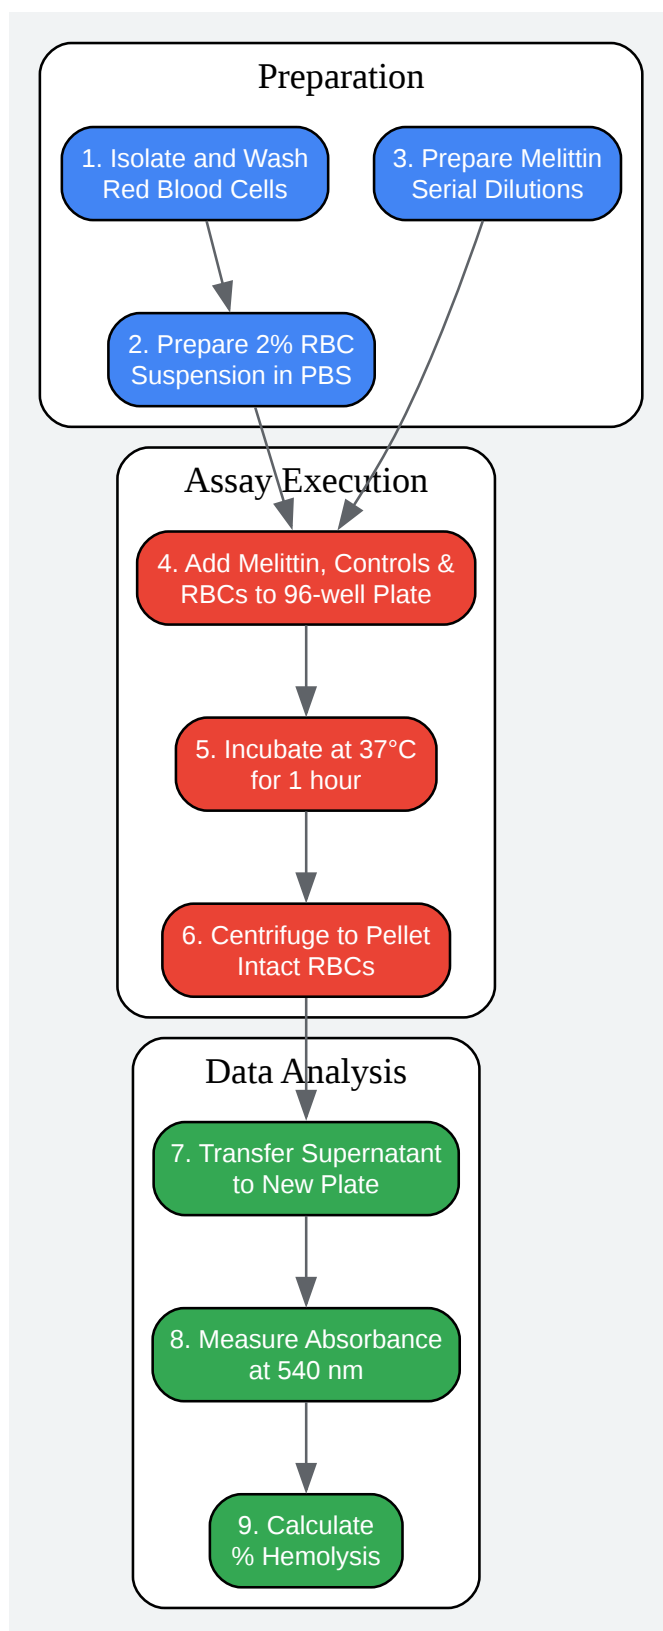 Preparation
1. Isolate and Wash
Red Blood Cells
3. Prepare Melittin
Serial Dilutions
2. Prepare 2% RBC
Suspension in PBS
Assay Execution
4. Add Melittin, Controls &
RBCs to 96-well Plate
5. Incubate at 37°C
for 1 hour
6. Centrifuge to Pellet
Intact RBCs
Data Analysis
7. Transfer Supernatant
to New Plate
8. Measure Absorbance
at 540 nm
9. Calculate
% Hemolysis